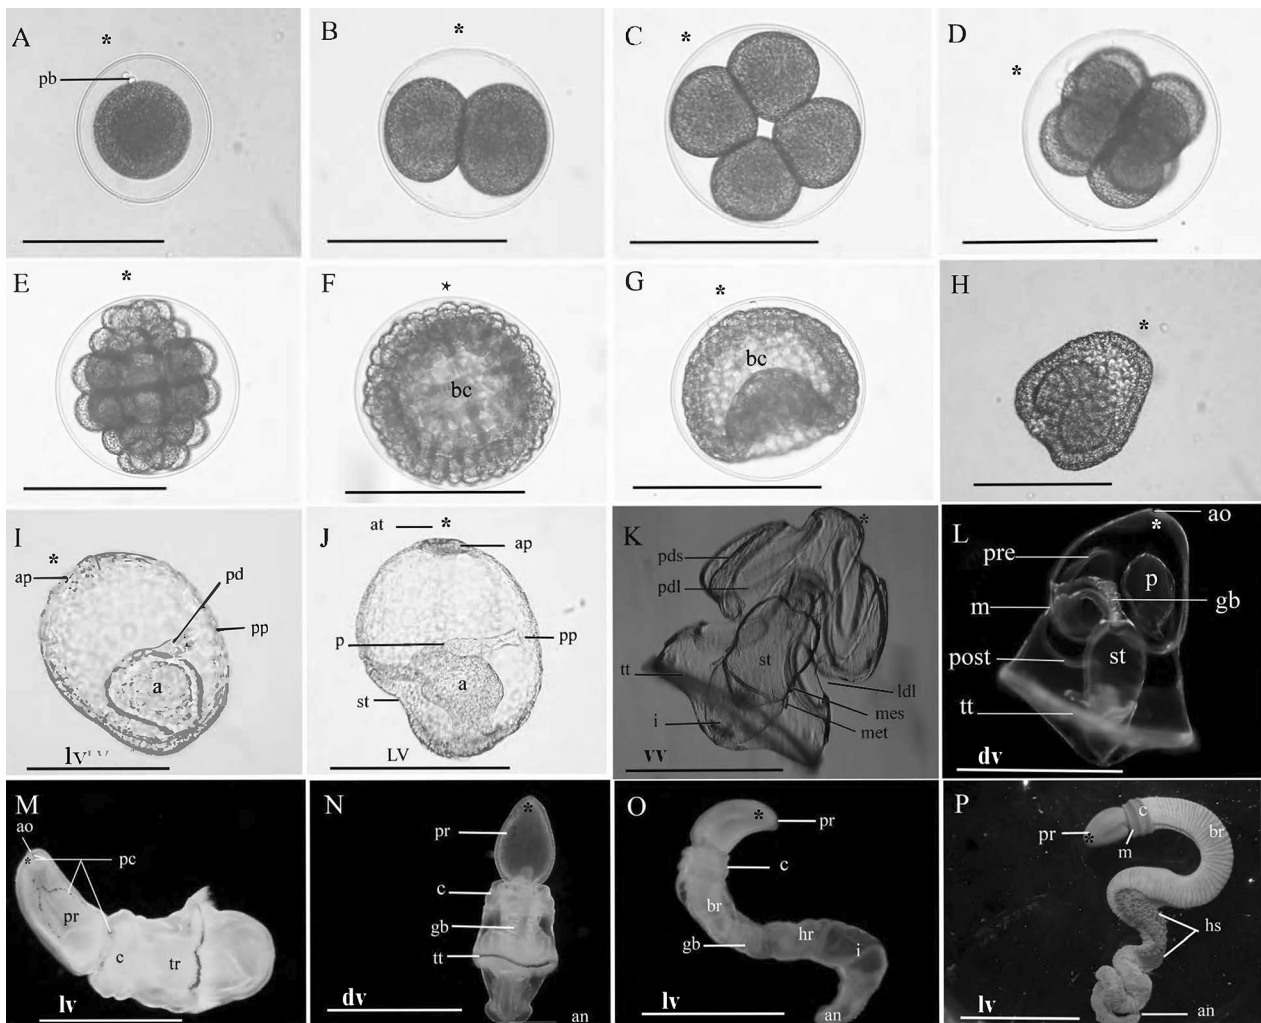 A
*
pb
B
*
C
*
D
*
E
*
F
*
bc
G
*
bc
H
*
I
*
ap
pd
pp
a
lv
J
at
*
ap
p
pp
st
a
LV
K
*
pds
pdl
st
tt
ldl
mes
i
met
vv
L
ao
*
pre
p
m
gb
post
st
tt
dv
M
ao
*
pc
pr
c
tr
lv
N
*
pr
c
gb
tt
dv
an
O
*
pr
c
br
gb
hr
i
lv
an
P
c
pr
*
m
br
hs
lv
an